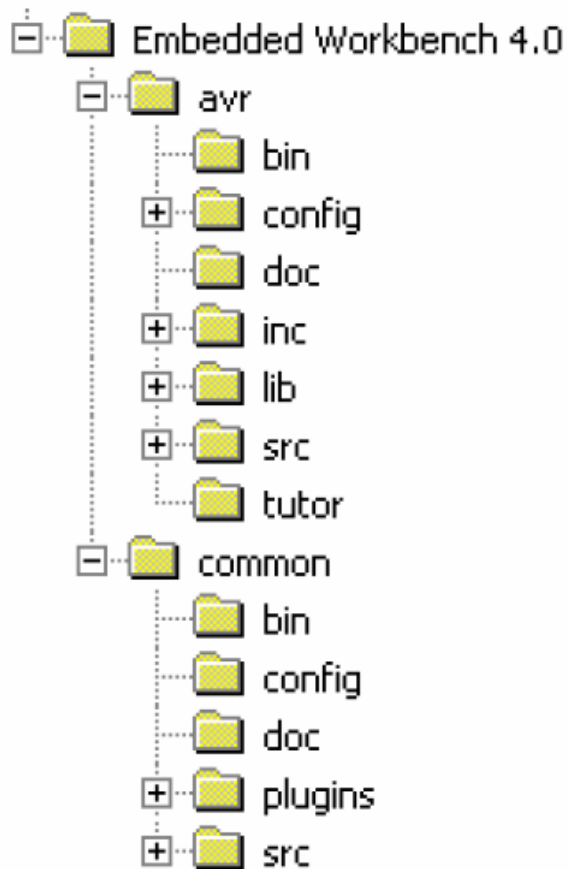 Embedded Workbench 4.0
avr
bin
config
doc
inc
lib
src
tutor
common
bin
config
doc
plugins
src